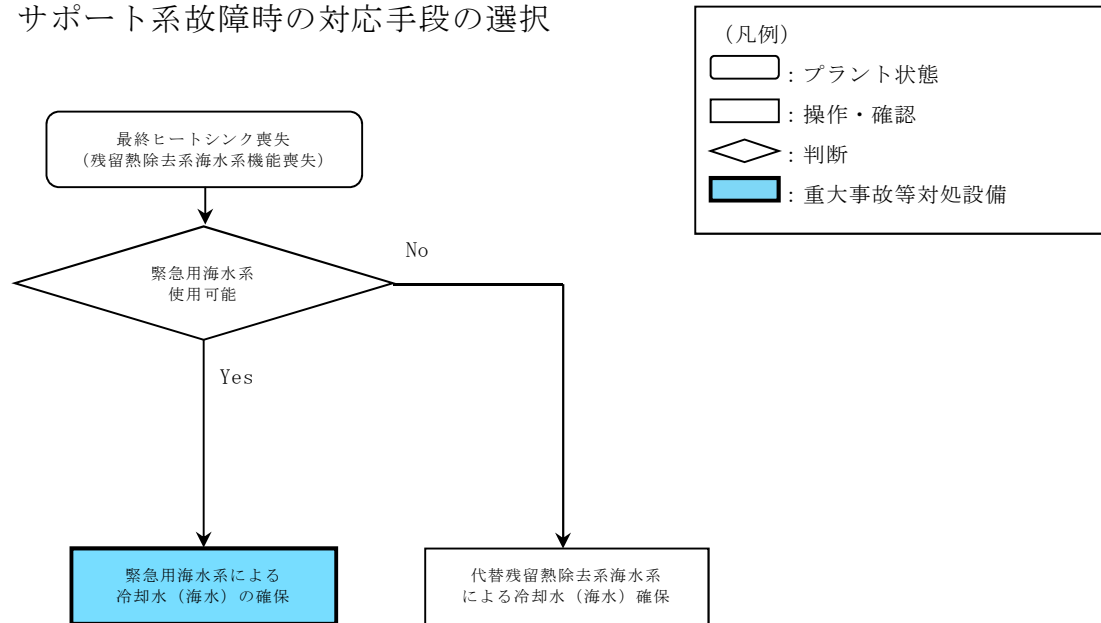 サポート系故障時の対応手段の選択
（凡例）
：プラント状態
：操作・確認
：判断
：重大事故等対処設備
最終ヒートシンク喪失
（残留熱除去系海水系機能喪失）
緊急用海水系
使用可能
No
Yes
緊急用海水系による
冷却水（海水）の確保
代替残留熱除去系海水系
による冷却水（海水）確保